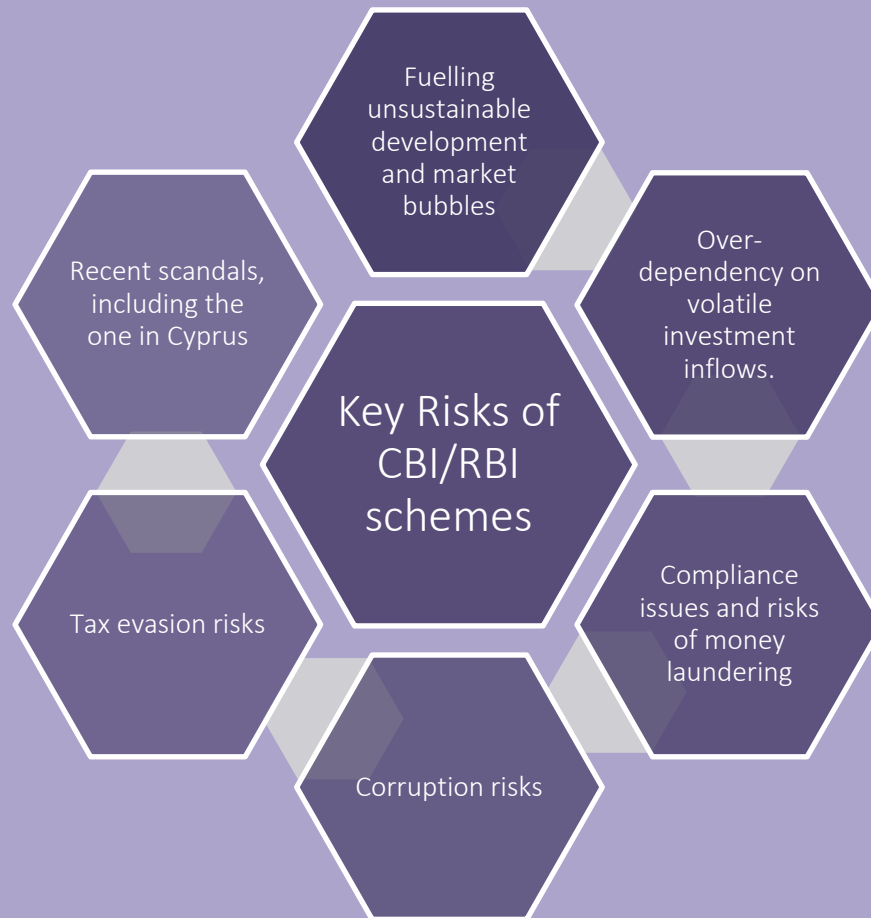 Fuelling
unsustainable
development
and market
bubbles
Over-
dependency on
volatile
investment
inflows.
Compliance
issues and risks
of money
laundering
Corruption risks
Tax evasion risks
Recent scandals,
including the
one in Cyprus
Key Risks of
CBI/RBI
schemes